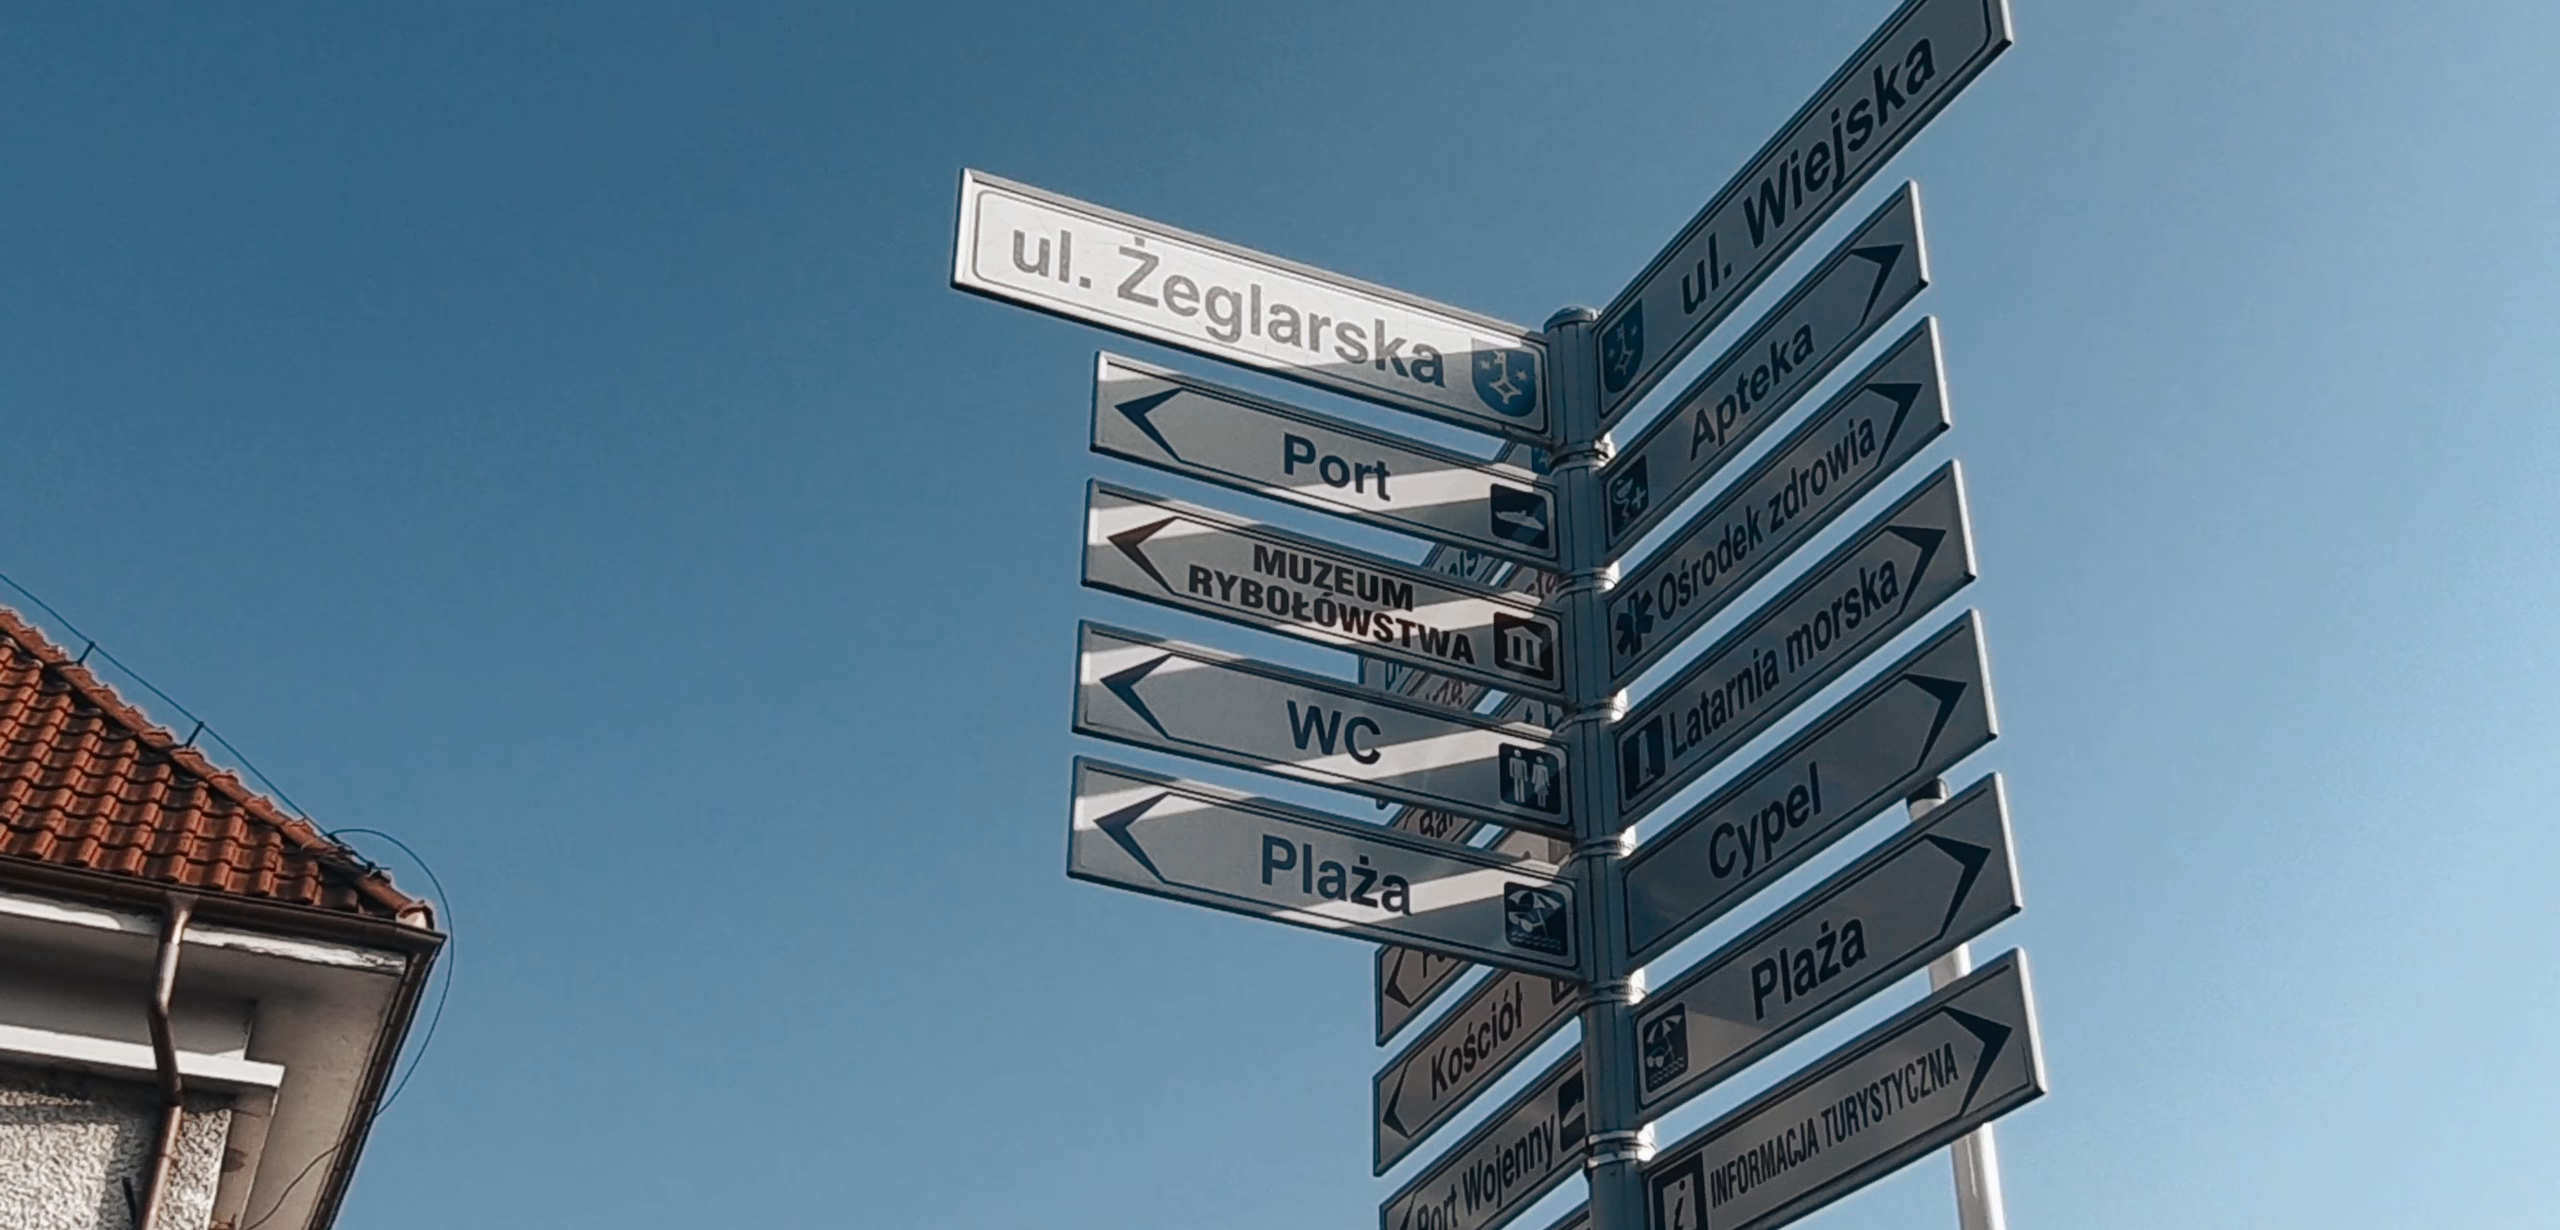 ul. Żeglarska
Port
MUZEUM
RYBOŁÓWSTWA
WC
Plaża
ul. Wiejska
Apteka
Ośrodek zdrowia
Latarnia morska
Cypel
Plaża
INFORMACJA TURYSTYCZNA
Kościół
Port Wojenny